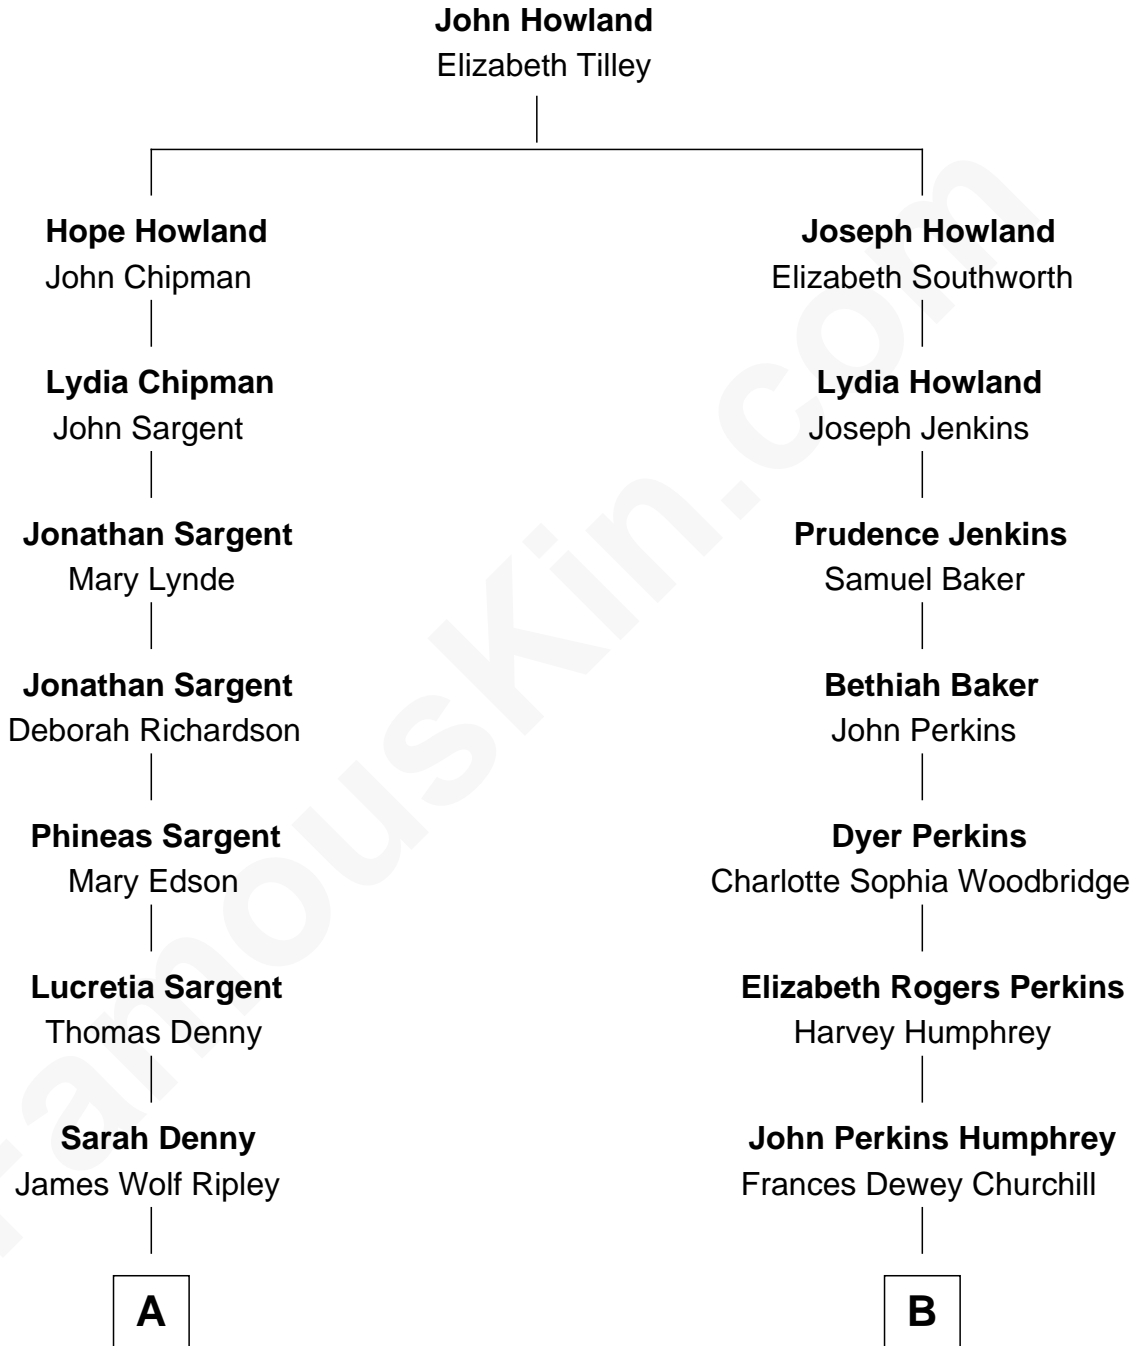 John Howland
Elizabeth Tilley
Hope Howland
John Chipman
Joseph Howland
Elizabeth Southworth
Lydia Chipman
John Sargent
Lydia Howland
Joseph Jenkins
Jonathan Sargent
Mary Lynde
Prudence Jenkins
Samuel Baker
Jonathan Sargent
Deborah Richardson
Bethiah Baker
John Perkins
Phineas Sargent
Mary Edson
Dyer Perkins
Charlotte Sophia Woodbridge
Lucretia Sargent
Thomas Denny
Elizabeth Rogers Perkins
Harvey Humphrey
Sarah Denny
James Wolf Ripley
John Perkins Humphrey
Frances Dewey Churchill
A
B
FamousKin.com